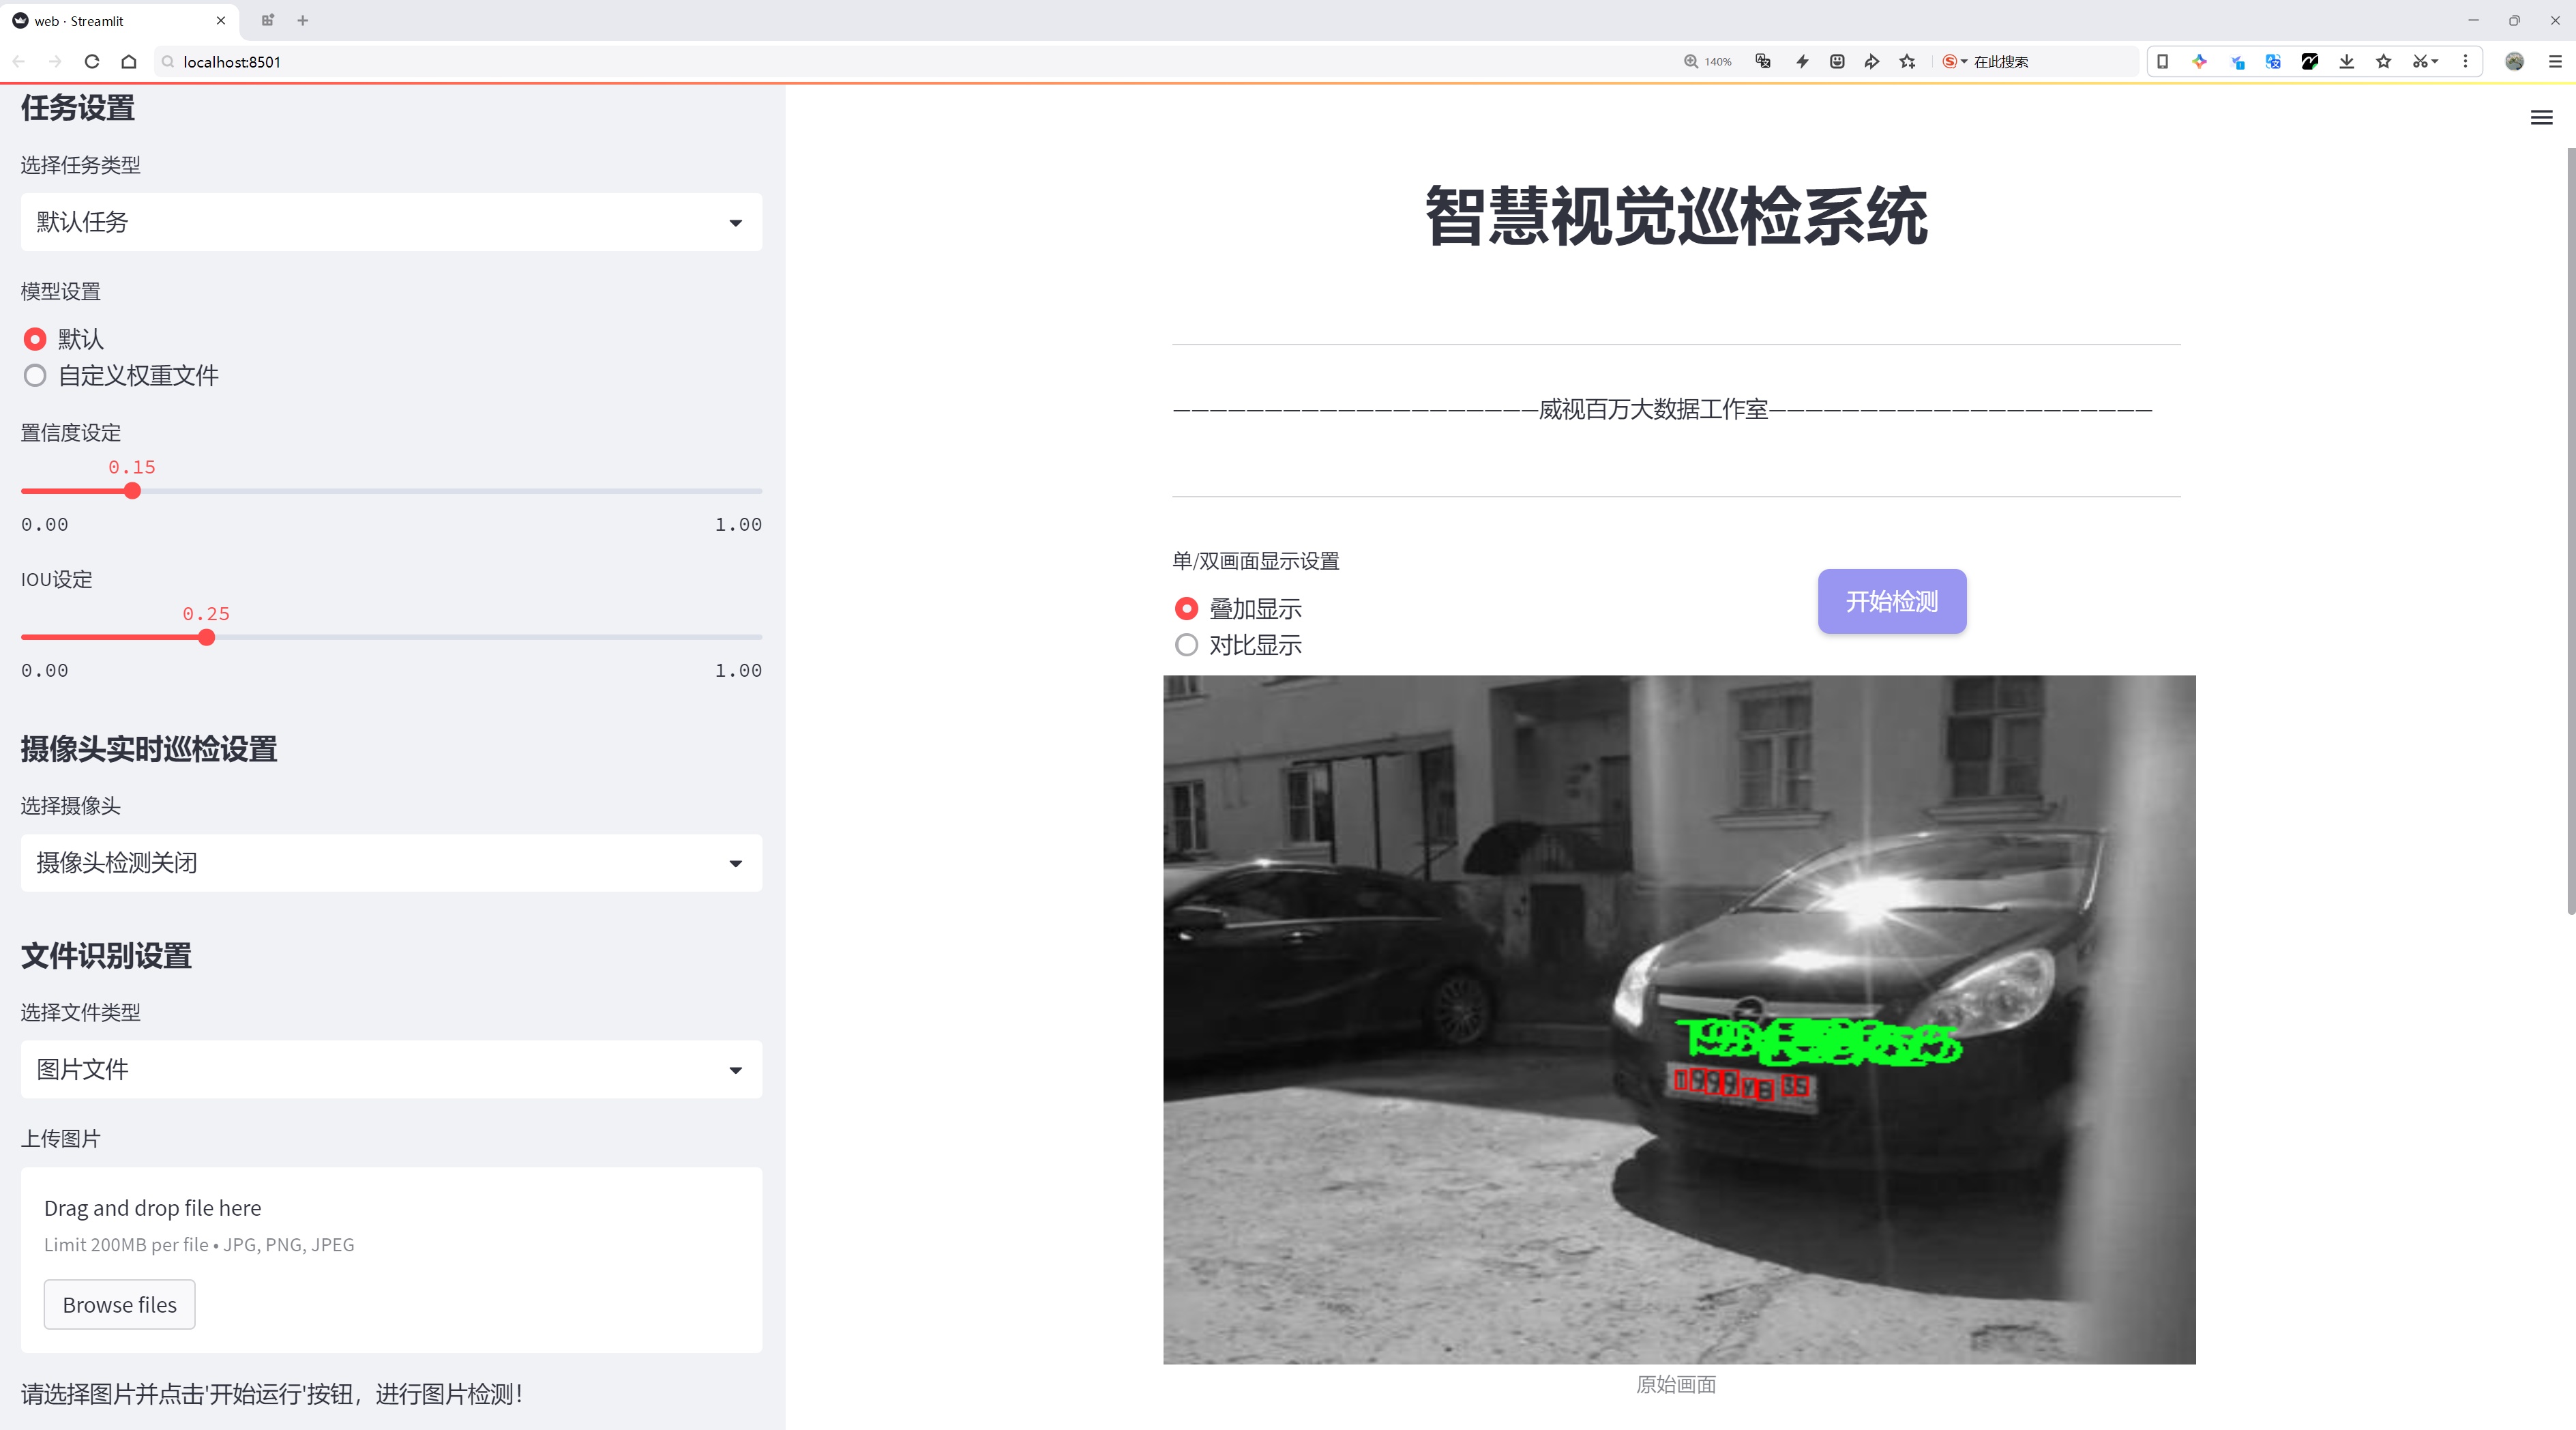 web · Streamlit
localhost:8501
140%
在此搜索
任务设置
选择任务类型
默认任务
模型设置
默认
自定义权重文件
置信度设定
0.15
0.00
1.00
IOU设定
0.25
0.00
1.00
摄像头实时巡检设置
选择摄像头
摄像头检测关闭
文件识别设置
选择文件类型
图片文件
上传图片
Drag and drop file here
Limit 200MB per file • JPG, PNG, JPEG
Browse files
请选择图片并点击'开始运行'按钮，进行图片检测！
智慧视觉巡检系统
————————————————————威视百万大数据工作室—————————————————————
单/双画面显示设置
叠加显示
对比显示
开始检测
原始画面